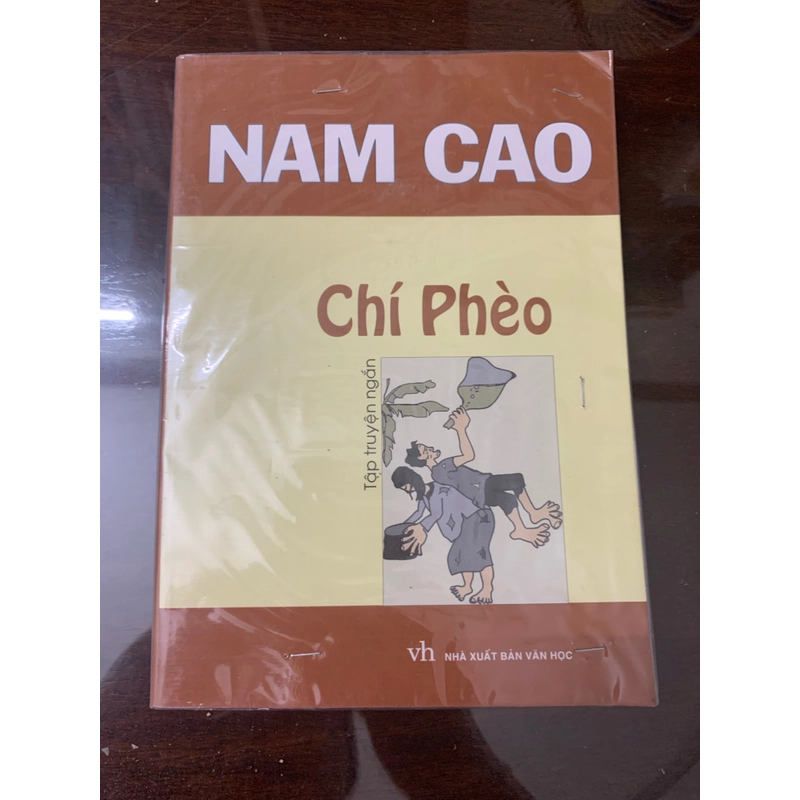 NAM CAO
Chí Phèo
Tập truyện ngắn
vh NHÀ XUẤT BẢN VĂN HỌC